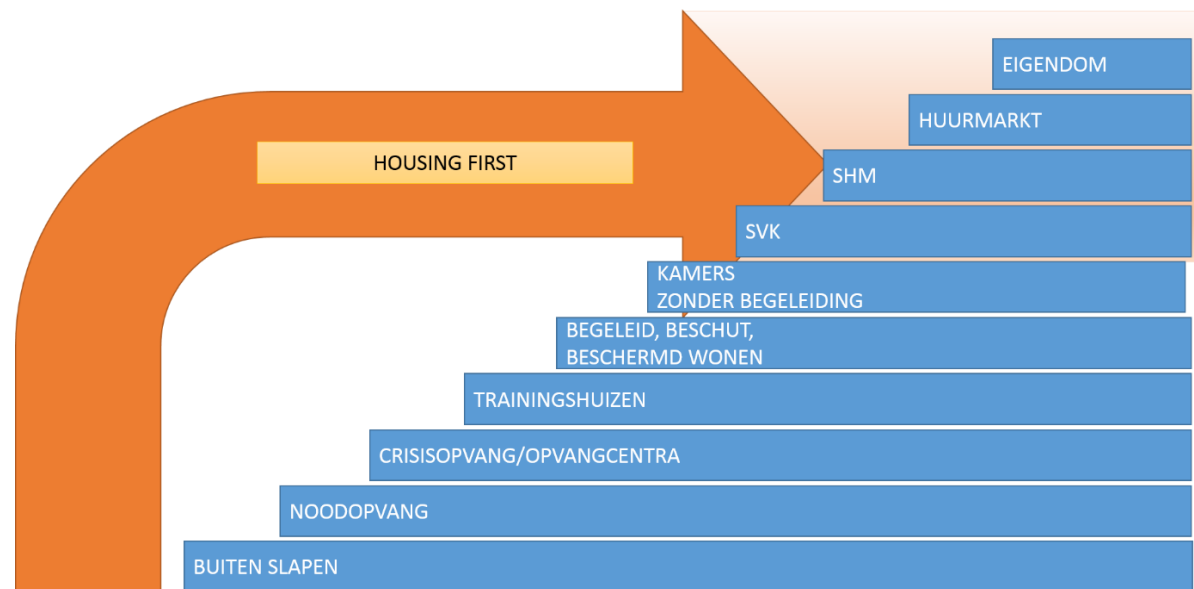 EIGENDOM
HUURMARKT
HOUSING FIRST
SHM
SVK
KAMERS
ZONDER BEGELEIDING
BEGELEID, BESCHUT,
BESCHERMD WONEN
TRAININGSHUIZEN
CRISISOPVANG/OPVANGCENTRA
NOODOPVANG
BUITEN SLAPEN